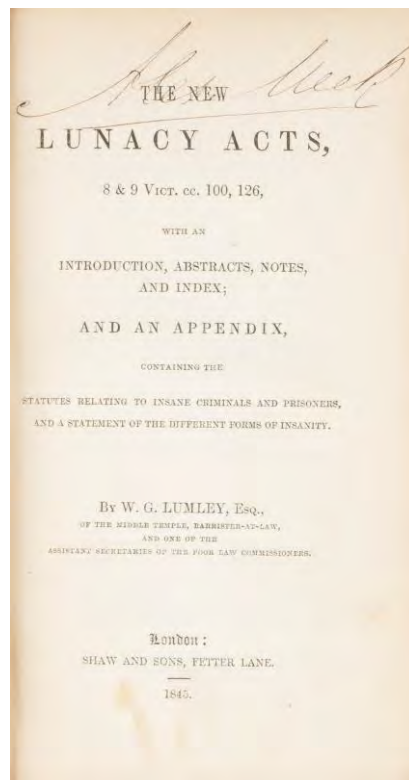 Alex Meek
THE NEW
LUNACY ACTS,
8 & 9 VICT. cc. 100, 126,
WITH AN
INTRODUCTION, ABSTRACTS, NOTES,
AND INDEX;
AND AN APPENDIX,
CONTAINING THE
STATUTES RELATING TO INSANE CRIMINALS AND PRISONERS,
AND A STATEMENT OF THE DIFFERENT FORMS OF INSANITY.
BY W. G. LUMLEY, ESQ.,
OF THE MIDDLE TEMPLE, BARRISTER-AT-LAW,
AND ONE OF THE
ASSISTANT SECRETARIES OF THE POOR LAW COMMISSIONERS.
London:
SHAW AND SONS, FETTER LANE.
1845.